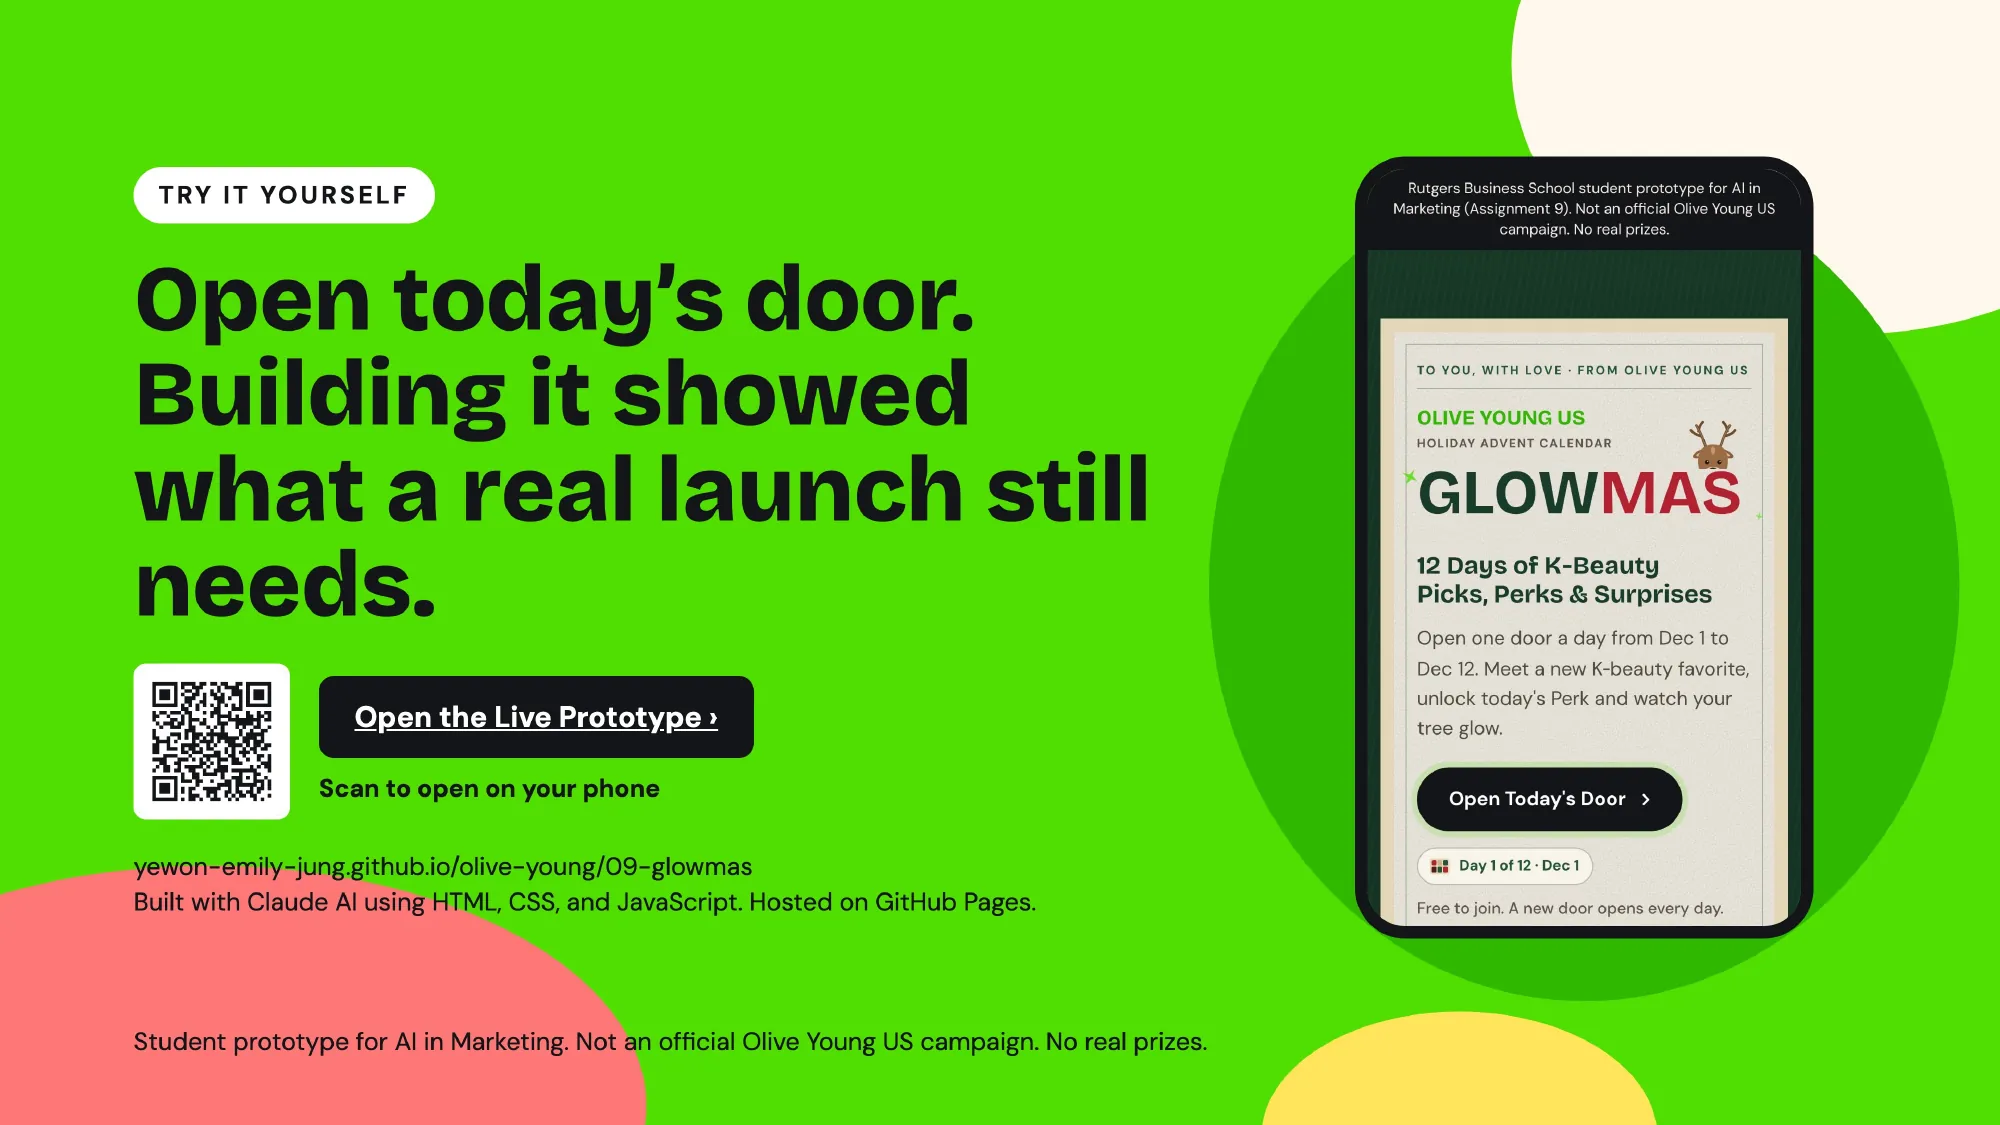 TRY IT YOURSELF
Open today’s door.
Building it showed
what a real launch still
needs.
Open the Live Prototype ›
Scan to open on your phone
yewon-emily-jung.github.io/olive-young/09-glowmas
Built with Claude AI using HTML, CSS, and JavaScript. Hosted on GitHub Pages.
Student prototype for AI in Marketing. Not an official Olive Young US campaign. No real prizes.
Rutgers Business School student prototype for AI in
Marketing (Assignment 9). Not an official Olive Young US
campaign. No real prizes.
TO YOU, WITH LOVE · FROM OLIVE YOUNG US
OLIVE YOUNG US
HOLIDAY ADVENT CALENDAR
GLOWMAS
12 Days of K-Beauty
Picks, Perks & Surprises
Open one door a day from Dec 1 to
Dec 12. Meet a new K-beauty favorite,
unlock today's Perk and watch your
tree glow.
Open Today's Door ›
Day 1 of 12 · Dec 1
Free to join. A new door opens every day.